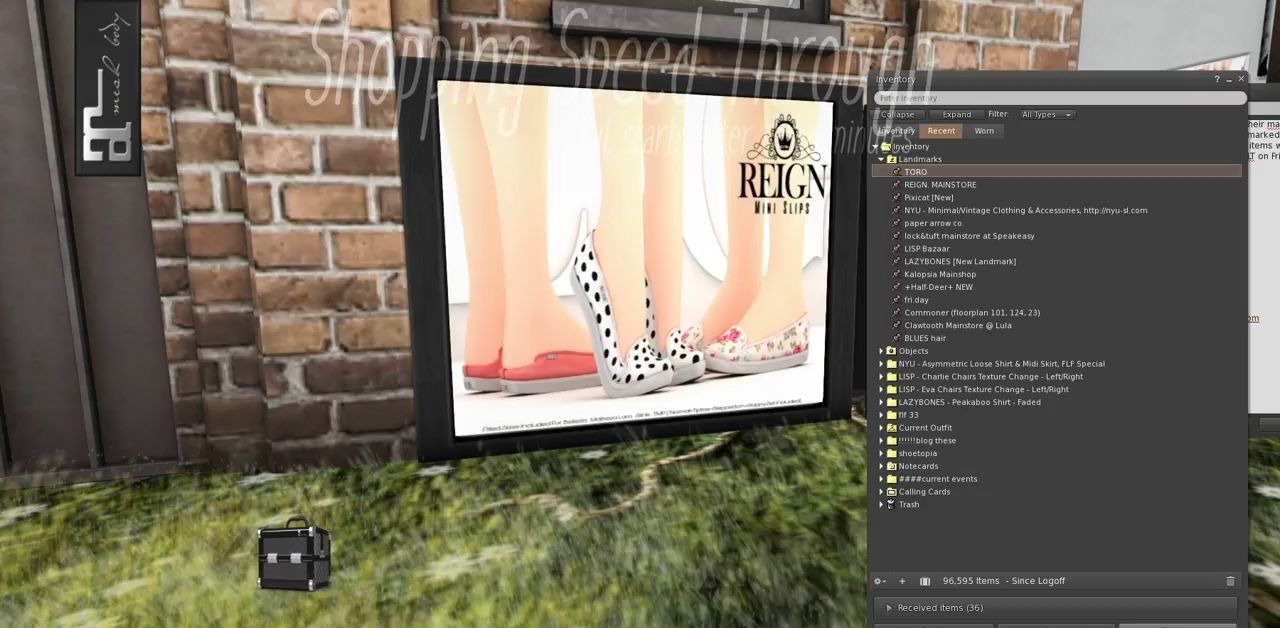 mesh body
Shopping Speed Through
REIGN
MINI SLIPS
Inventory
Filter Inventory
Collapse
Expand
Filter:
All Types
Inventory
Recent
Worn
Inventory
Landmarks
TORO
REIGN. MAINSTORE
Pixicat [New]
NYU - Minimal/Vintage Clothing & Accessories, http://nyu-sl.com
paper arrow co.
lock&tuft mainstore at Speakeasy
LISP Bazaar
LAZYBONES [New Landmark]
Kalopsia Mainshop
+Half-Deer+ NEW
fri.day
Commoner (floorplan 101, 124, 23)
Clawtooth Mainstore @ Lula
BLUES hair
Objects
NYU - Asymmetric Loose Shirt & Midi Skirt, FLF Special
LISP - Charlie Chairs Texture Change - Left/Right
LISP - Eva Chairs Texture Change - Left/Right
LAZYBONES - Peakaboo Shirt - Faded
flf 33
Current Outfit
!!!!!!blog these
shoetopia
Notecards
####current events
Calling Cards
Trash
96,595 Items - Since Logoff
Received items (36)